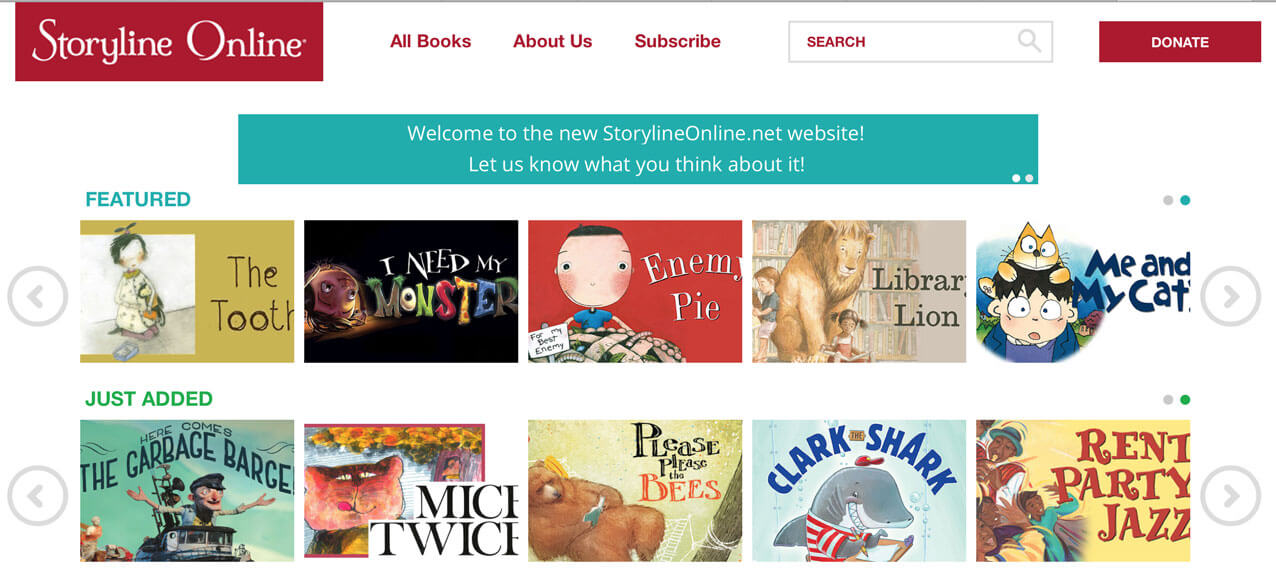 Storyline Online®
All Books
About Us
Subscribe
SEARCH
DONATE
Welcome to the new StorylineOnline.net website!
Let us know what you think about it!
FEATURED
The
Tooth
I NEED MY
MONSTER
Enemy
Pie
For my
Best
Enemy
Library
Lion
Me and
My Cat
JUST ADDED
HERE COMES
THE GARBAGE BARGE
MICE
TWICE
PLEASE
PLEASE
the
BEES
CLARK THE SHARK
RENT
PARTY
JAZZ